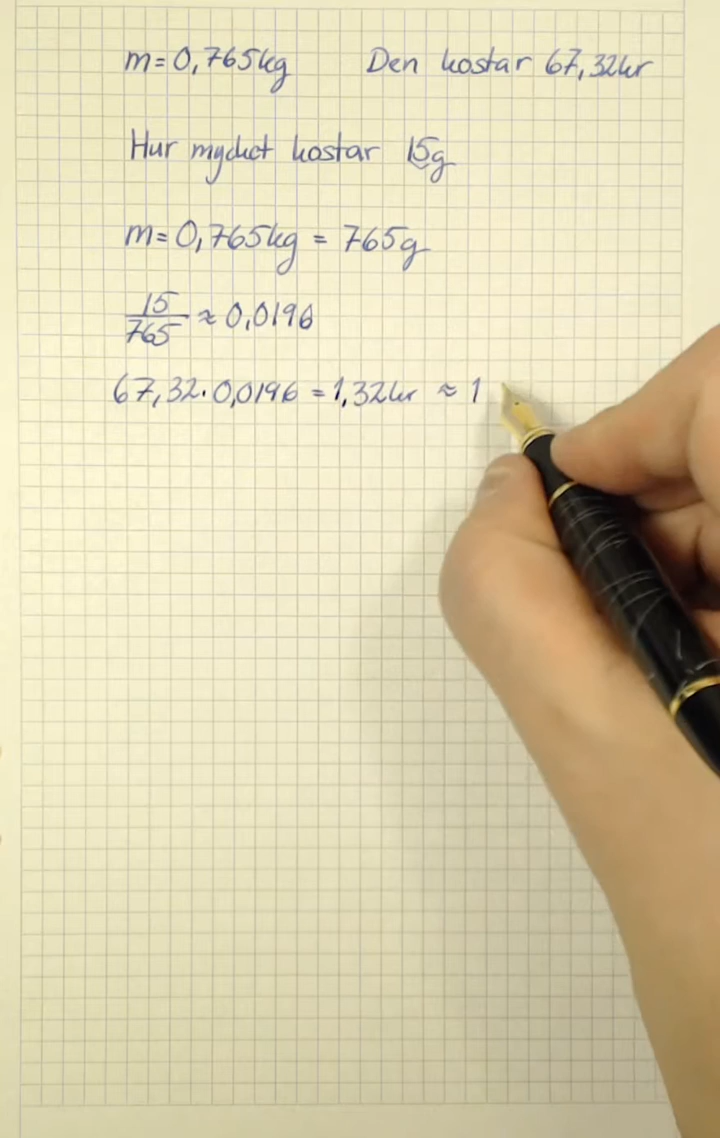 m = 0,765kg Den kostar 67,32kr
Hur mycket kostar 15g
m = 0,765kg = 765g
15/765 ≈ 0,0196
67,32 · 0,0196 = 1,32kr ≈ 1